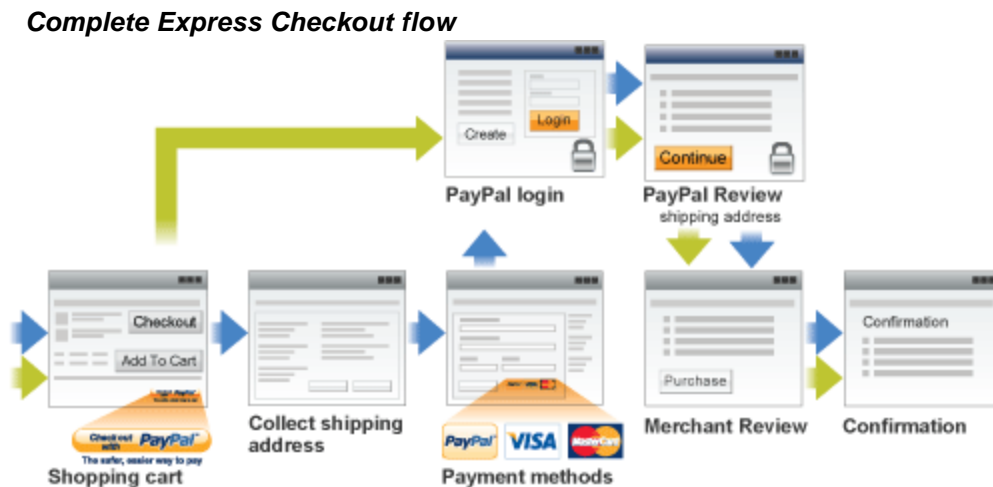 Complete Express Checkout flow
Create
Login
PayPal login
Continue
PayPal Review
shipping address
Checkout
Add To Cart
Check out
with PayPal
The safer, easier way to pay
Shopping cart
Collect shipping
address
PayPal
VISA
MasterCard
Payment methods
Purchase
Merchant Review
Confirmation
Confirmation